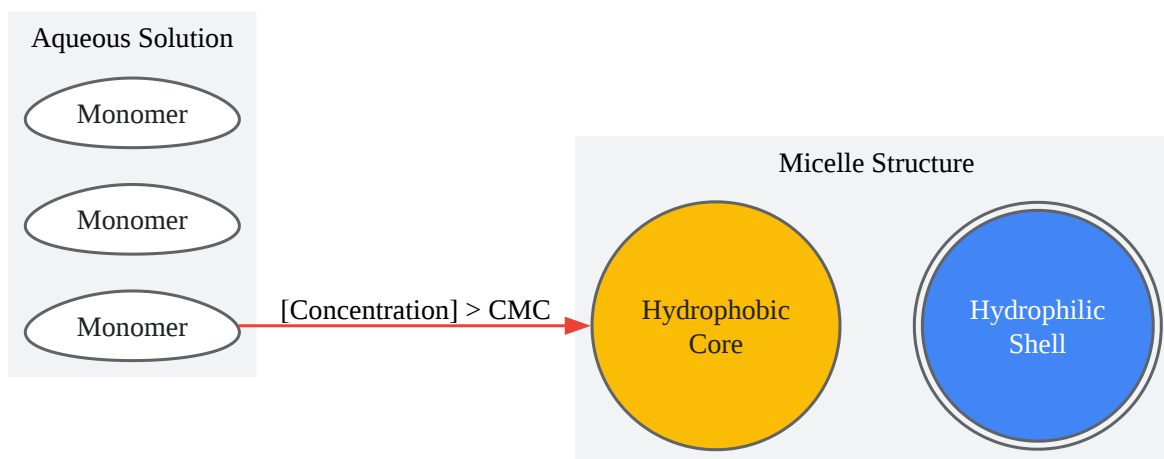 Aqueous Solution
Monomer
Monomer
Monomer
[Concentration] > CMC
Micelle Structure
Hydrophobic
Core
Hydrophilic
Shell